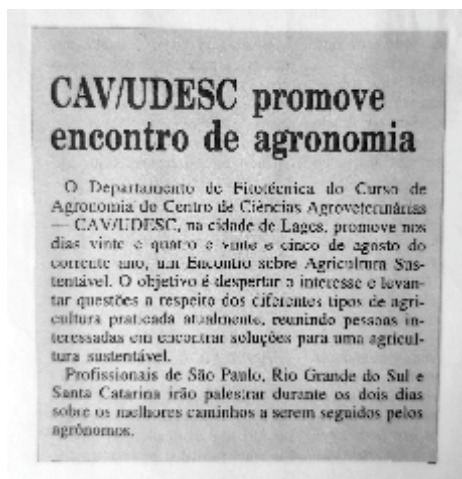 CAV/UDESC promove
encontro de agronomia
O Departamento de Fitotécnica do Curso de
Agronomia do Centro de Ciências Agroveterinárias
— CAV/UDESC, na cidade de Lages, promove nos
dias vinte e quatro e vinte e cinco de agosto do
corrente ano, um Encontro sobre Agricultura Sus-
tentável. O objetivo é despertar o interesse e levan-
tar questões a respeito dos diferentes tipos de agri-
cultura praticada atualmente, reunindo pessoas in-
teressadas em encontrar soluções para uma agricul-
tura sustentável.
Profissionais de São Paulo, Rio Grande do Sul e
Santa Catarina irão palestrar durante os dois dias
sobre os melhores caminhos a serem seguidos pelos
agrônomos.